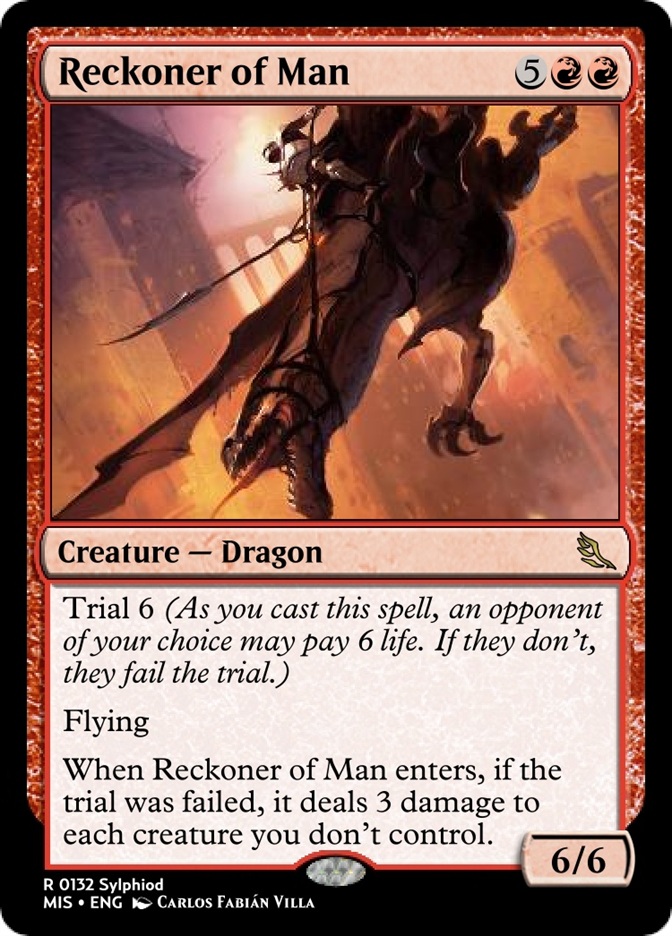 Reckoner of Man 5
Creature — Dragon
Trial 6 (As you cast this spell, an opponent
of your choice may pay 6 life. If they don't,
they fail the trial.)
Flying
When Reckoner of Man enters, if the
trial was failed, it deals 3 damage to
each creature you don't control.
6/6
R 0132 Sylphiod
MIS • ENG Carlos Fabián Villa